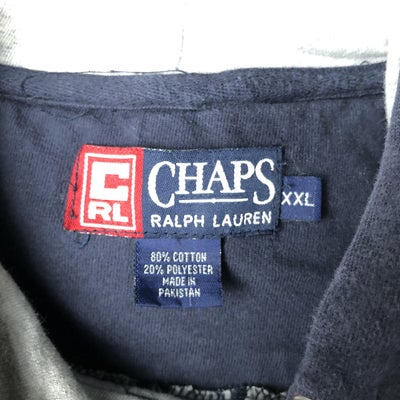 C
RL
CHAPS
RALPH LAUREN
XXL
80% COTTON
20% POLYESTER
MADE IN
PAKISTAN